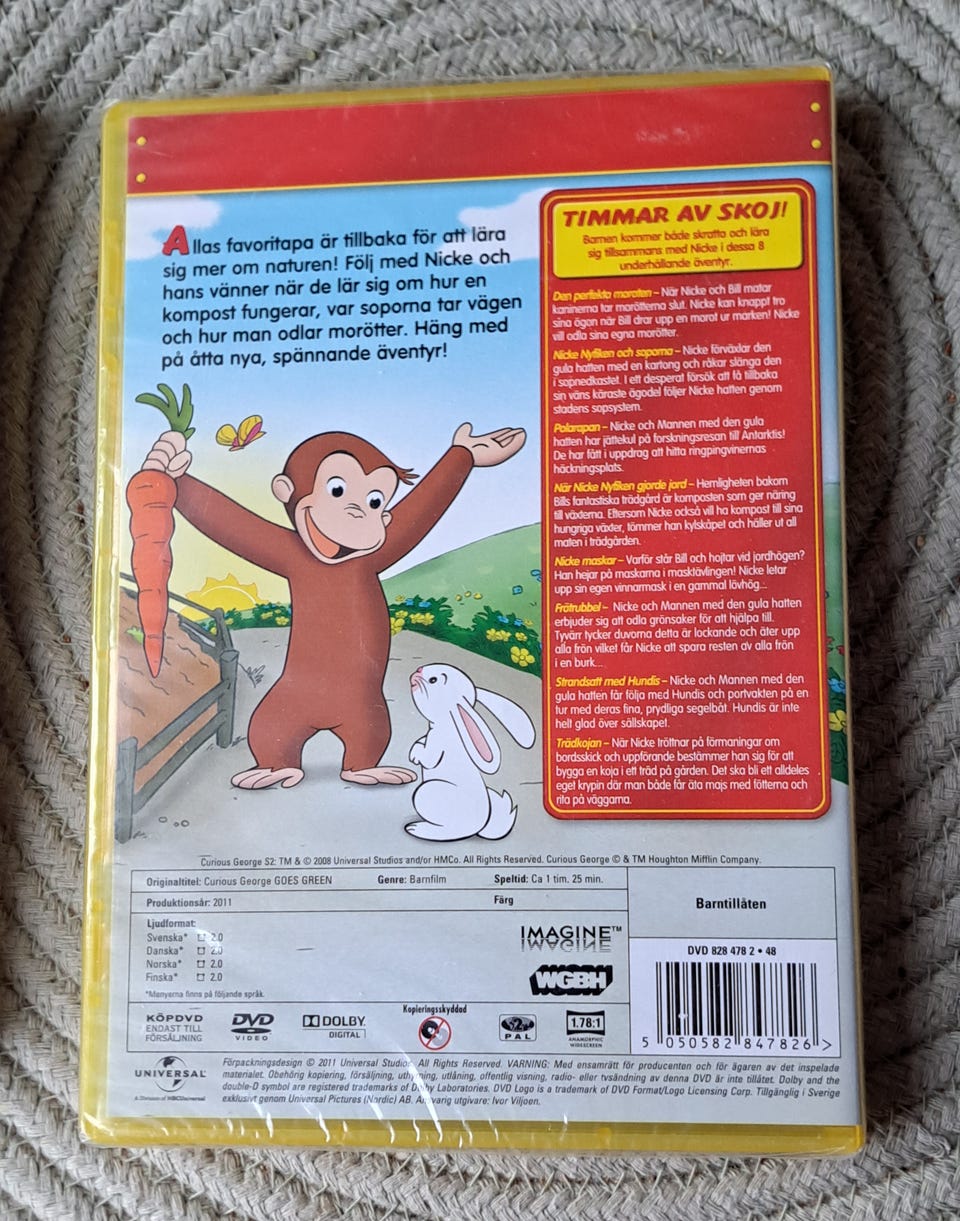 Allas favoritapa är tillbaka för att lära
sig mer om naturen! Följ med Nicke och
hans vänner när de lär sig om hur en
kompost fungerar, var soporna tar vägen
och hur man odlar morötter. Häng med
på åtta nya, spännande äventyr!
TIMMAR AV SKOJ!
Barnen kommer både skratta och lära
sig tillsammans med Nicke i dessa 8
underhållande äventyr.
Den perfekta moroten – När Nicke och Bill matar
kaninerna tar morötterna slut. Nicke kan knappt tro
sina ögon när Bill drar upp en morot ur marken! Nicke
vill odla sina egna morötter.
Nicke Nyfiken och soporna – Nicke förväxlar den
gula hatten med en kartong och råkar slänga den
i sopnedkastet. I ett desperat försök att få tillbaka
sin väns käraste ägodel följer Nicke hatten genom
stadens sopsystem.
Polarapan – Nicke och Mannen med den gula
hatten har jättekul på forskningsresan till Antarktis!
De har fått i uppdrag att hitta ringpingvinernas
häckningsplats.
När Nicke Nyfiken gjorde jord – Hemligheten bakom
Bills fantastiska trädgård är komposten som ger näring
till växterna. Eftersom Nicke också vill ha kompost till sina
hungriga växter, tömmer han kylskåpet och häller ut all
maten i trädgården.
Nicke maskar – Varför står Bill och hojtar vid jordhögen?
Han hejar på maskarna i masktävlingen! Nicke letar
upp sin egen vinnarmask i en gammal lövhög...
Frötrubbel – Nicke och Mannen med den gula hatten
erbjuder sig att odla grönsaker för att hjälpa till.
Tyvärr tycker duvorna detta är lockande och äter upp
alla frön vilket får Nicke att spara resten av alla frön
i en burk...
Strandsatt med Hundis – Nicke och Mannen med den
gula hatten får följa med Hundis och portvakten på en
tur med deras fina, prydliga segelbåt. Hundis är inte
helt glad över sällskapet.
Trädkojan – När Nicke tröttnar på förmaningar om
bordsskick och uppförande bestämmer han sig för att
bygga en koja i ett träd på gården. Det ska bli ett alldeles
eget krypin där man både får äta majs med fötterna och
rita på väggarna.
Curious George S2: TM & © 2008 Universal Studios and/or HMCo. All Rights Reserved. Curious George © & TM Houghton Mifflin Company.
Originaltitel: Curious George GOES GREEN Genre: Barnfilm Speltid: Ca 1 tim. 25 min.
Produktionsår: 2011 Färg
Barntillåten
Ljudformat:
Svenska* 2.0
Danska* 2.0
Norska* 2.0
Finska* 2.0
*Menyerna finns på följande språk.
IMAGINE™
WGBH
DVD 828 478 2 • 48
5 050582 847826 >
KÖPDVD
ENDAST TILL
FÖRSÄLJNING
DVD
VIDEO
DOLBY
DIGITAL
Kopieringsskyddad
2
PAL
1.78:1
ANAMORPHIC
WIDESCREEN
UNIVERSAL
A Division of NBCUniversal
Förpackningsdesign © 2011 Universal Studios. All Rights Reserved. VARNING: Med ensamrätt för producenten och för ägaren av det inspelade
materialet. Obehörig kopiering, försäljning, uthyrning, utlåning, offentlig visning, radio- eller tvsändning av denna DVD är inte tillåtet. Dolby and the
double-D symbol are registered trademarks of Dolby Laboratories. DVD Logo is a trademark of DVD Format/Logo Licensing Corp. Tillgänglig i Sverige
exklusivt genom Universal Pictures (Nordic) AB. Ansvarig utgivare: Ivor Viljoen.